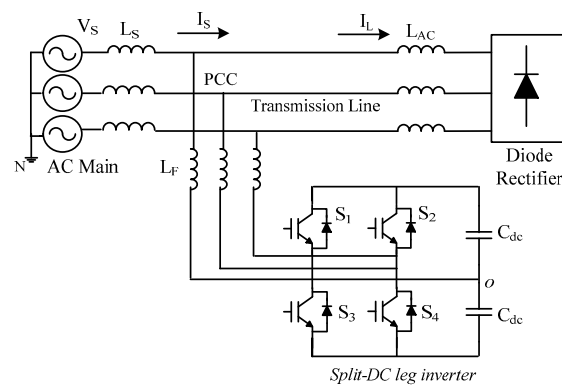 V_S L_S I_S I_L L_AC
PCC
Transmission Line
N
AC Main
L_F
Diode
Rectifier
S_1 S_2
C_dc
o
S_3 S_4
C_dc
Split-DC leg inverter